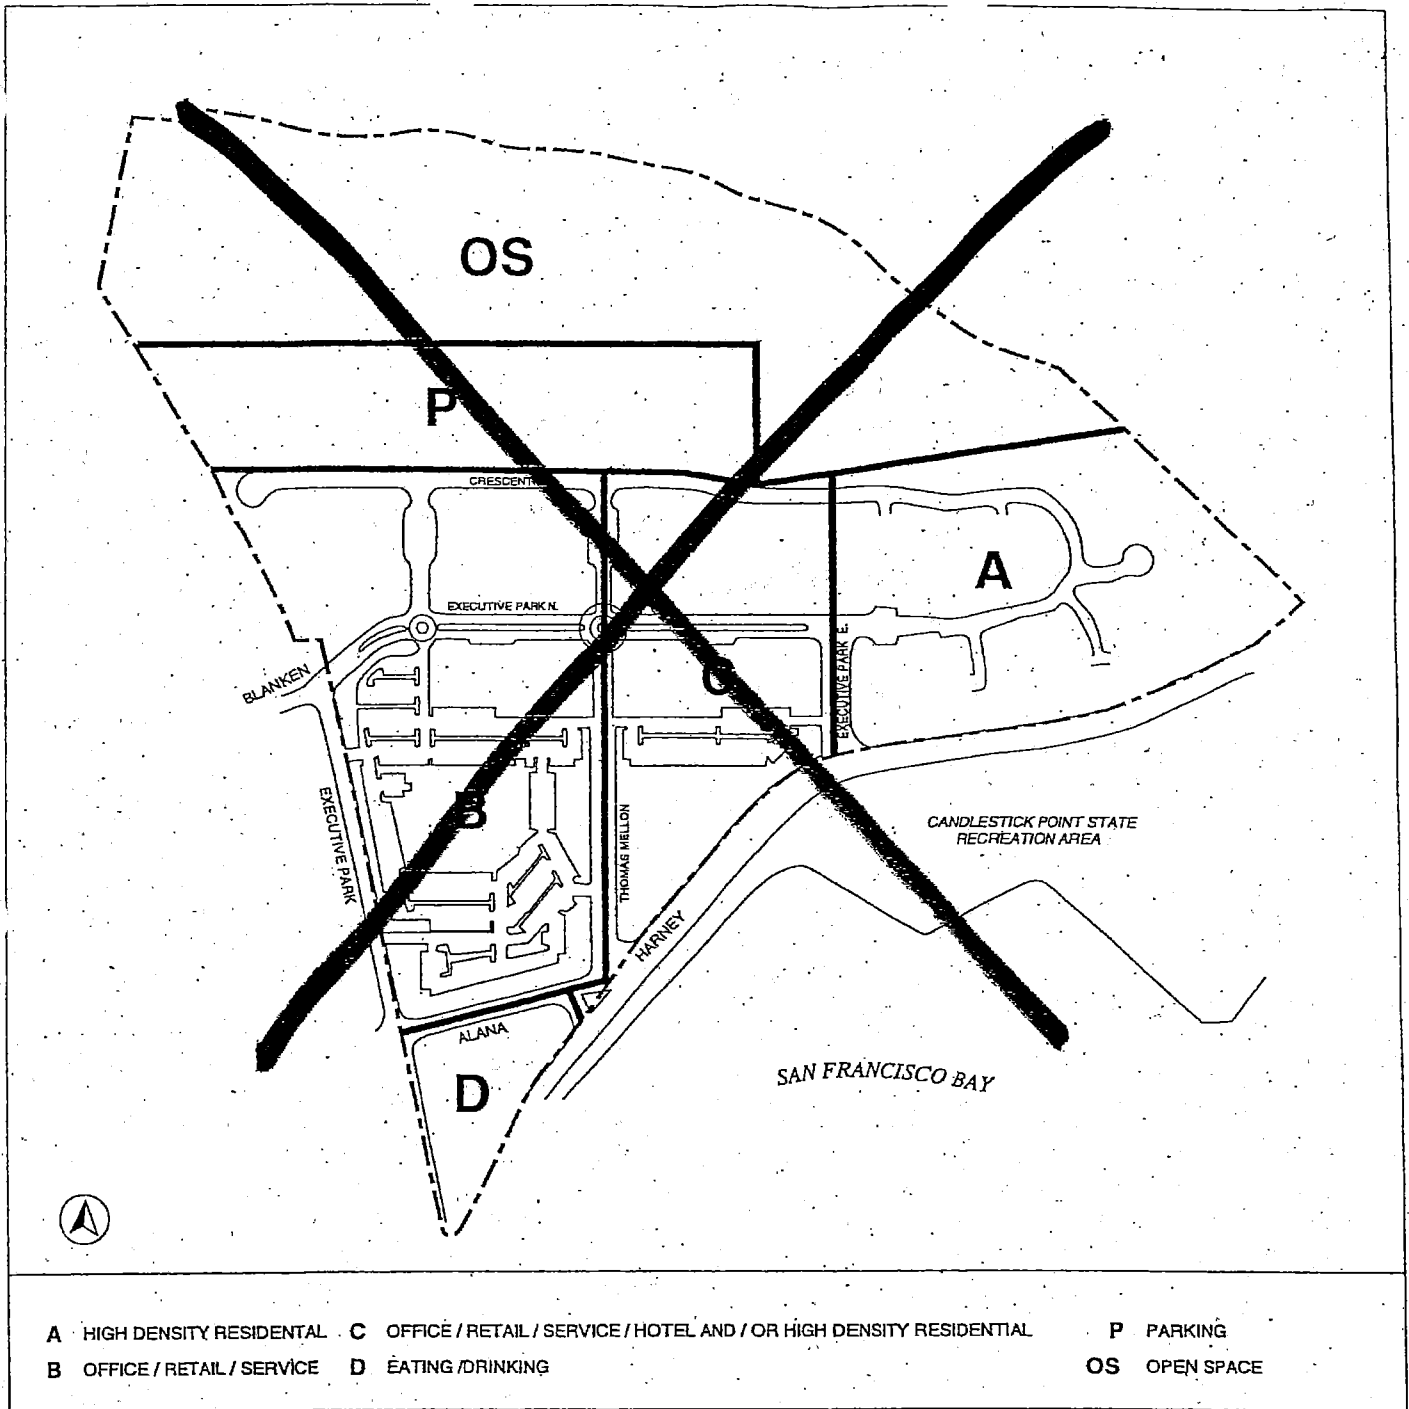 OS
P
CRESCENT
A
EXECUTIVE PARK N.
BLANKEN
EXECUTIVE PARK E.
C
B
EXECUTIVE PARK
THOMAS MELLON
CANDLESTICK POINT STATE
RECREATION AREA
HARNEY
ALANA
D
SAN FRANCISCO BAY
A HIGH DENSITY RESIDENTAL C OFFICE / RETAIL / SERVICE / HOTEL AND / OR HIGH DENSITY RESIDENTIAL P PARKING
B OFFICE / RETAIL / SERVICE D EATING /DRINKING OS OPEN SPACE